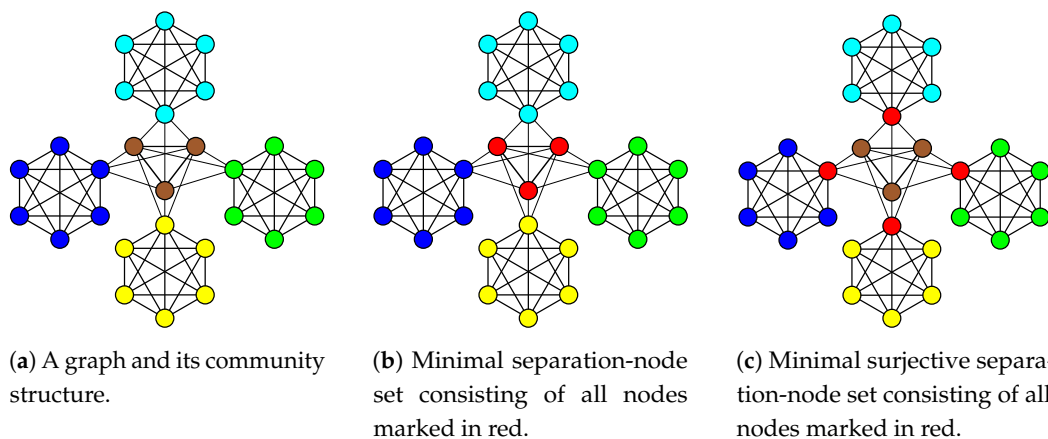 (a) A graph and its community
structure.
(b) Minimal separation-node
set consisting of all nodes
marked in red.
(c) Minimal surjective separa-
tion-node set consisting of all
nodes marked in red.